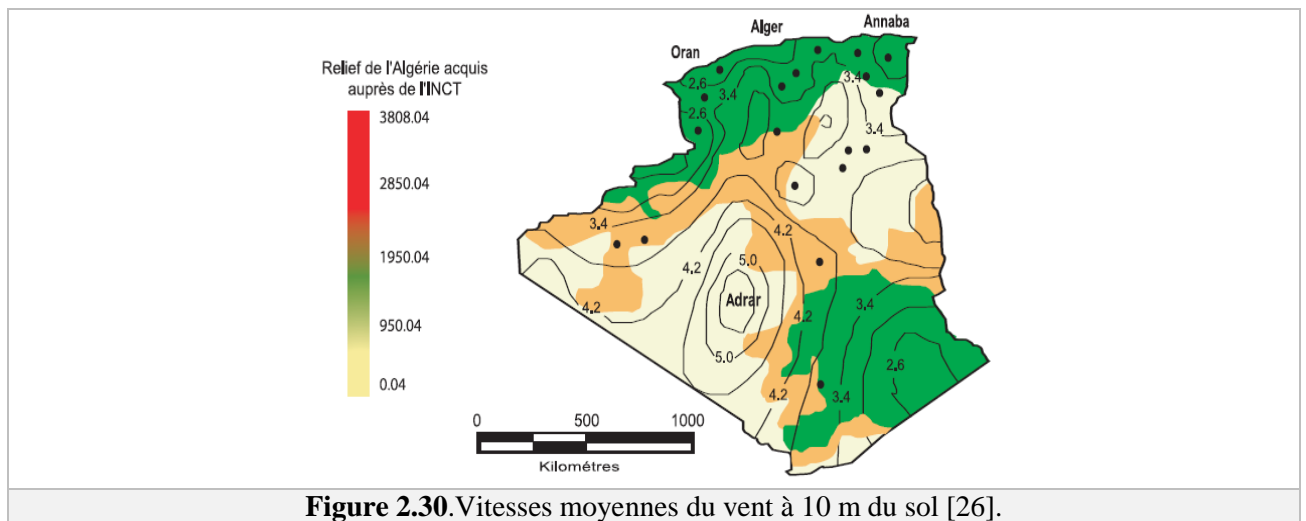 Annaba
Alger
Oran
Relief de l'Algérie acquis
auprès de l'INCT
3808.04
2850.04
1950.04
950.04
0.04
2.6
3.4
3.4
2.6
3.4
3.4
4.2
4.2
5.0
Adrar
4.2
4.2
3.4
5.0
2.6
4.2
3.4
0 500 1000
Kilométres
Figure 2.30.Vitesses moyennes du vent à 10 m du sol [26].